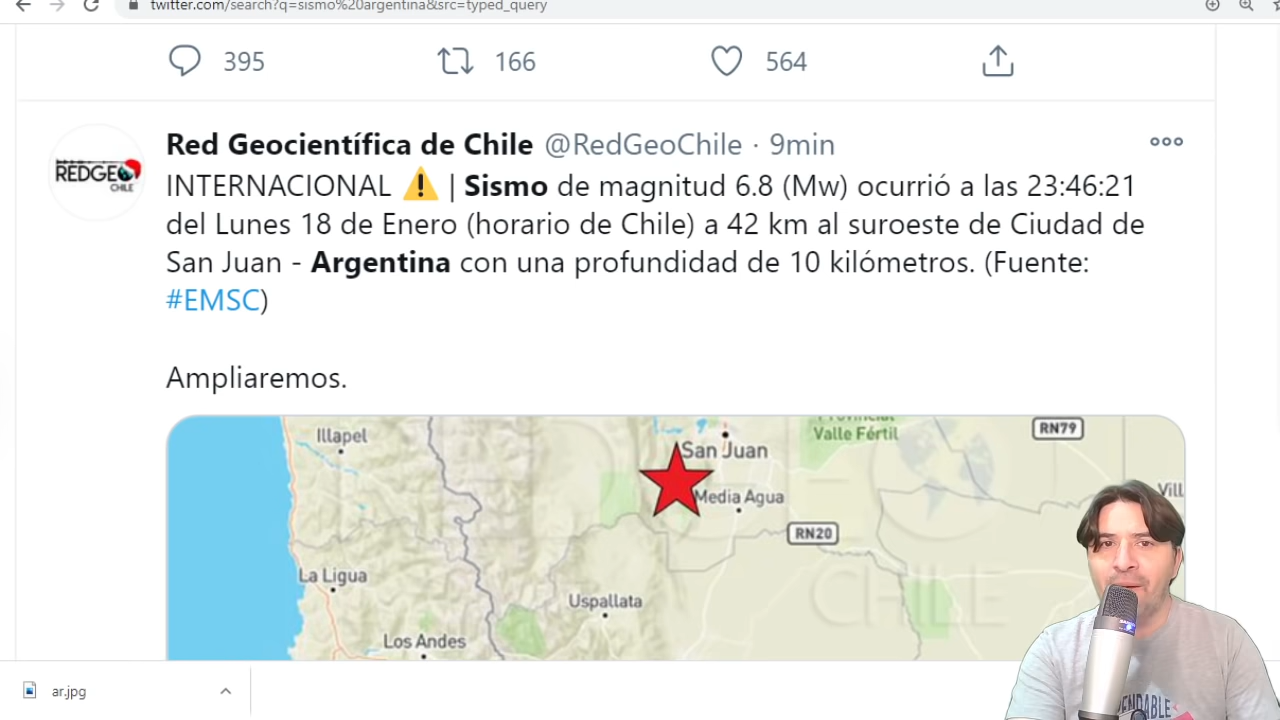 twitter.com/search?q=sismo%20argentina&src=typed_query
395 166 564
Red Geocientífica de Chile @RedGeoChile · 9min
REDGEO
CHILE
INTERNACIONAL ⚠ | Sismo de magnitud 6.8 (Mw) ocurrió a las 23:46:21
del Lunes 18 de Enero (horario de Chile) a 42 km al suroeste de Ciudad de
San Juan - Argentina con una profundidad de 10 kilómetros. (Fuente:
#EMSC)
Ampliaremos.
Illapel
San Juan
Valle Fértil
RN79
Media Agua
Vill
RN20
CHILE
La Ligua
Uspallata
Los Andes
ar.jpg